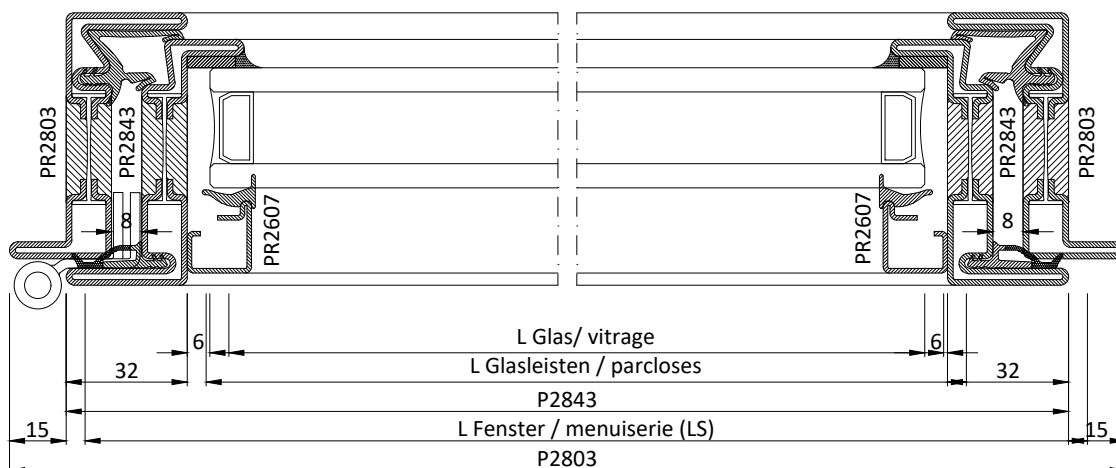 PR2803
PR2843
PR2843
PR2803
8
PR2607
PR2607
8
6
L Glas/ vitrage
6
32
L Glasleisten / parcloses
32
P2843
15
L Fenster / menuiserie (LS)
15
P2803